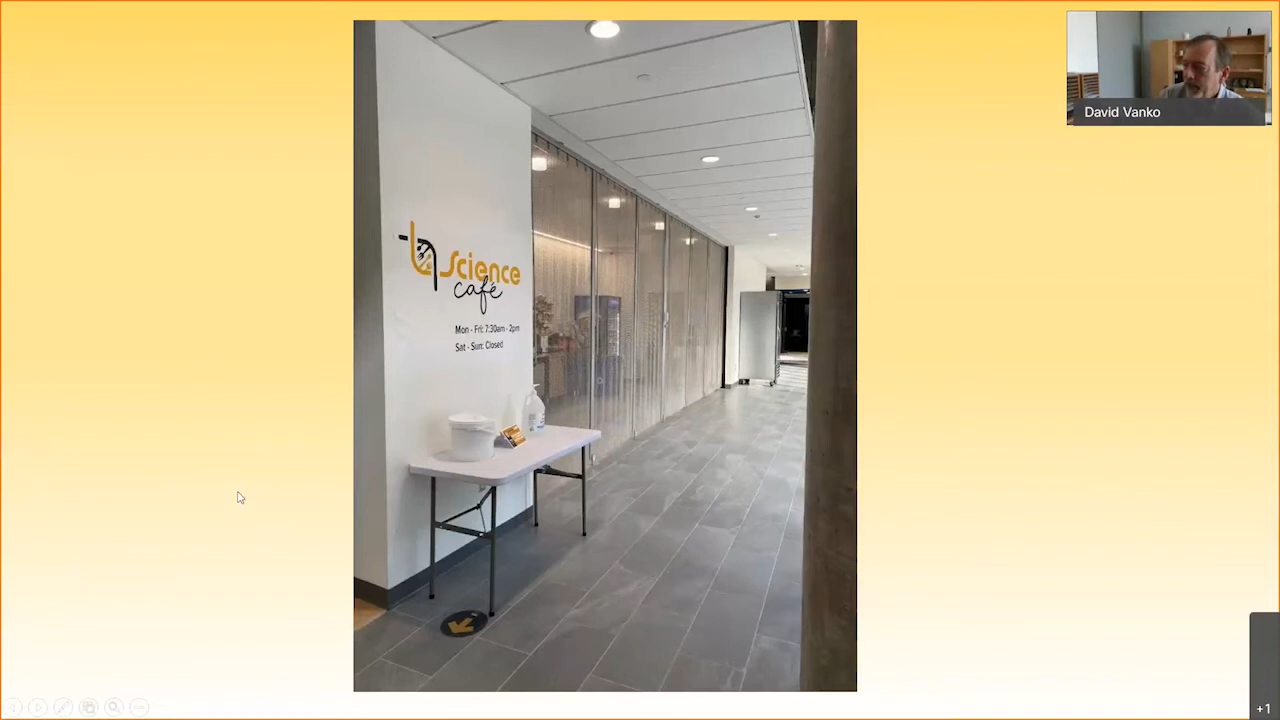 David Vanko
Science
café
Mon - Fri: 7:30am - 2pm
Sat - Sun: Closed
+1